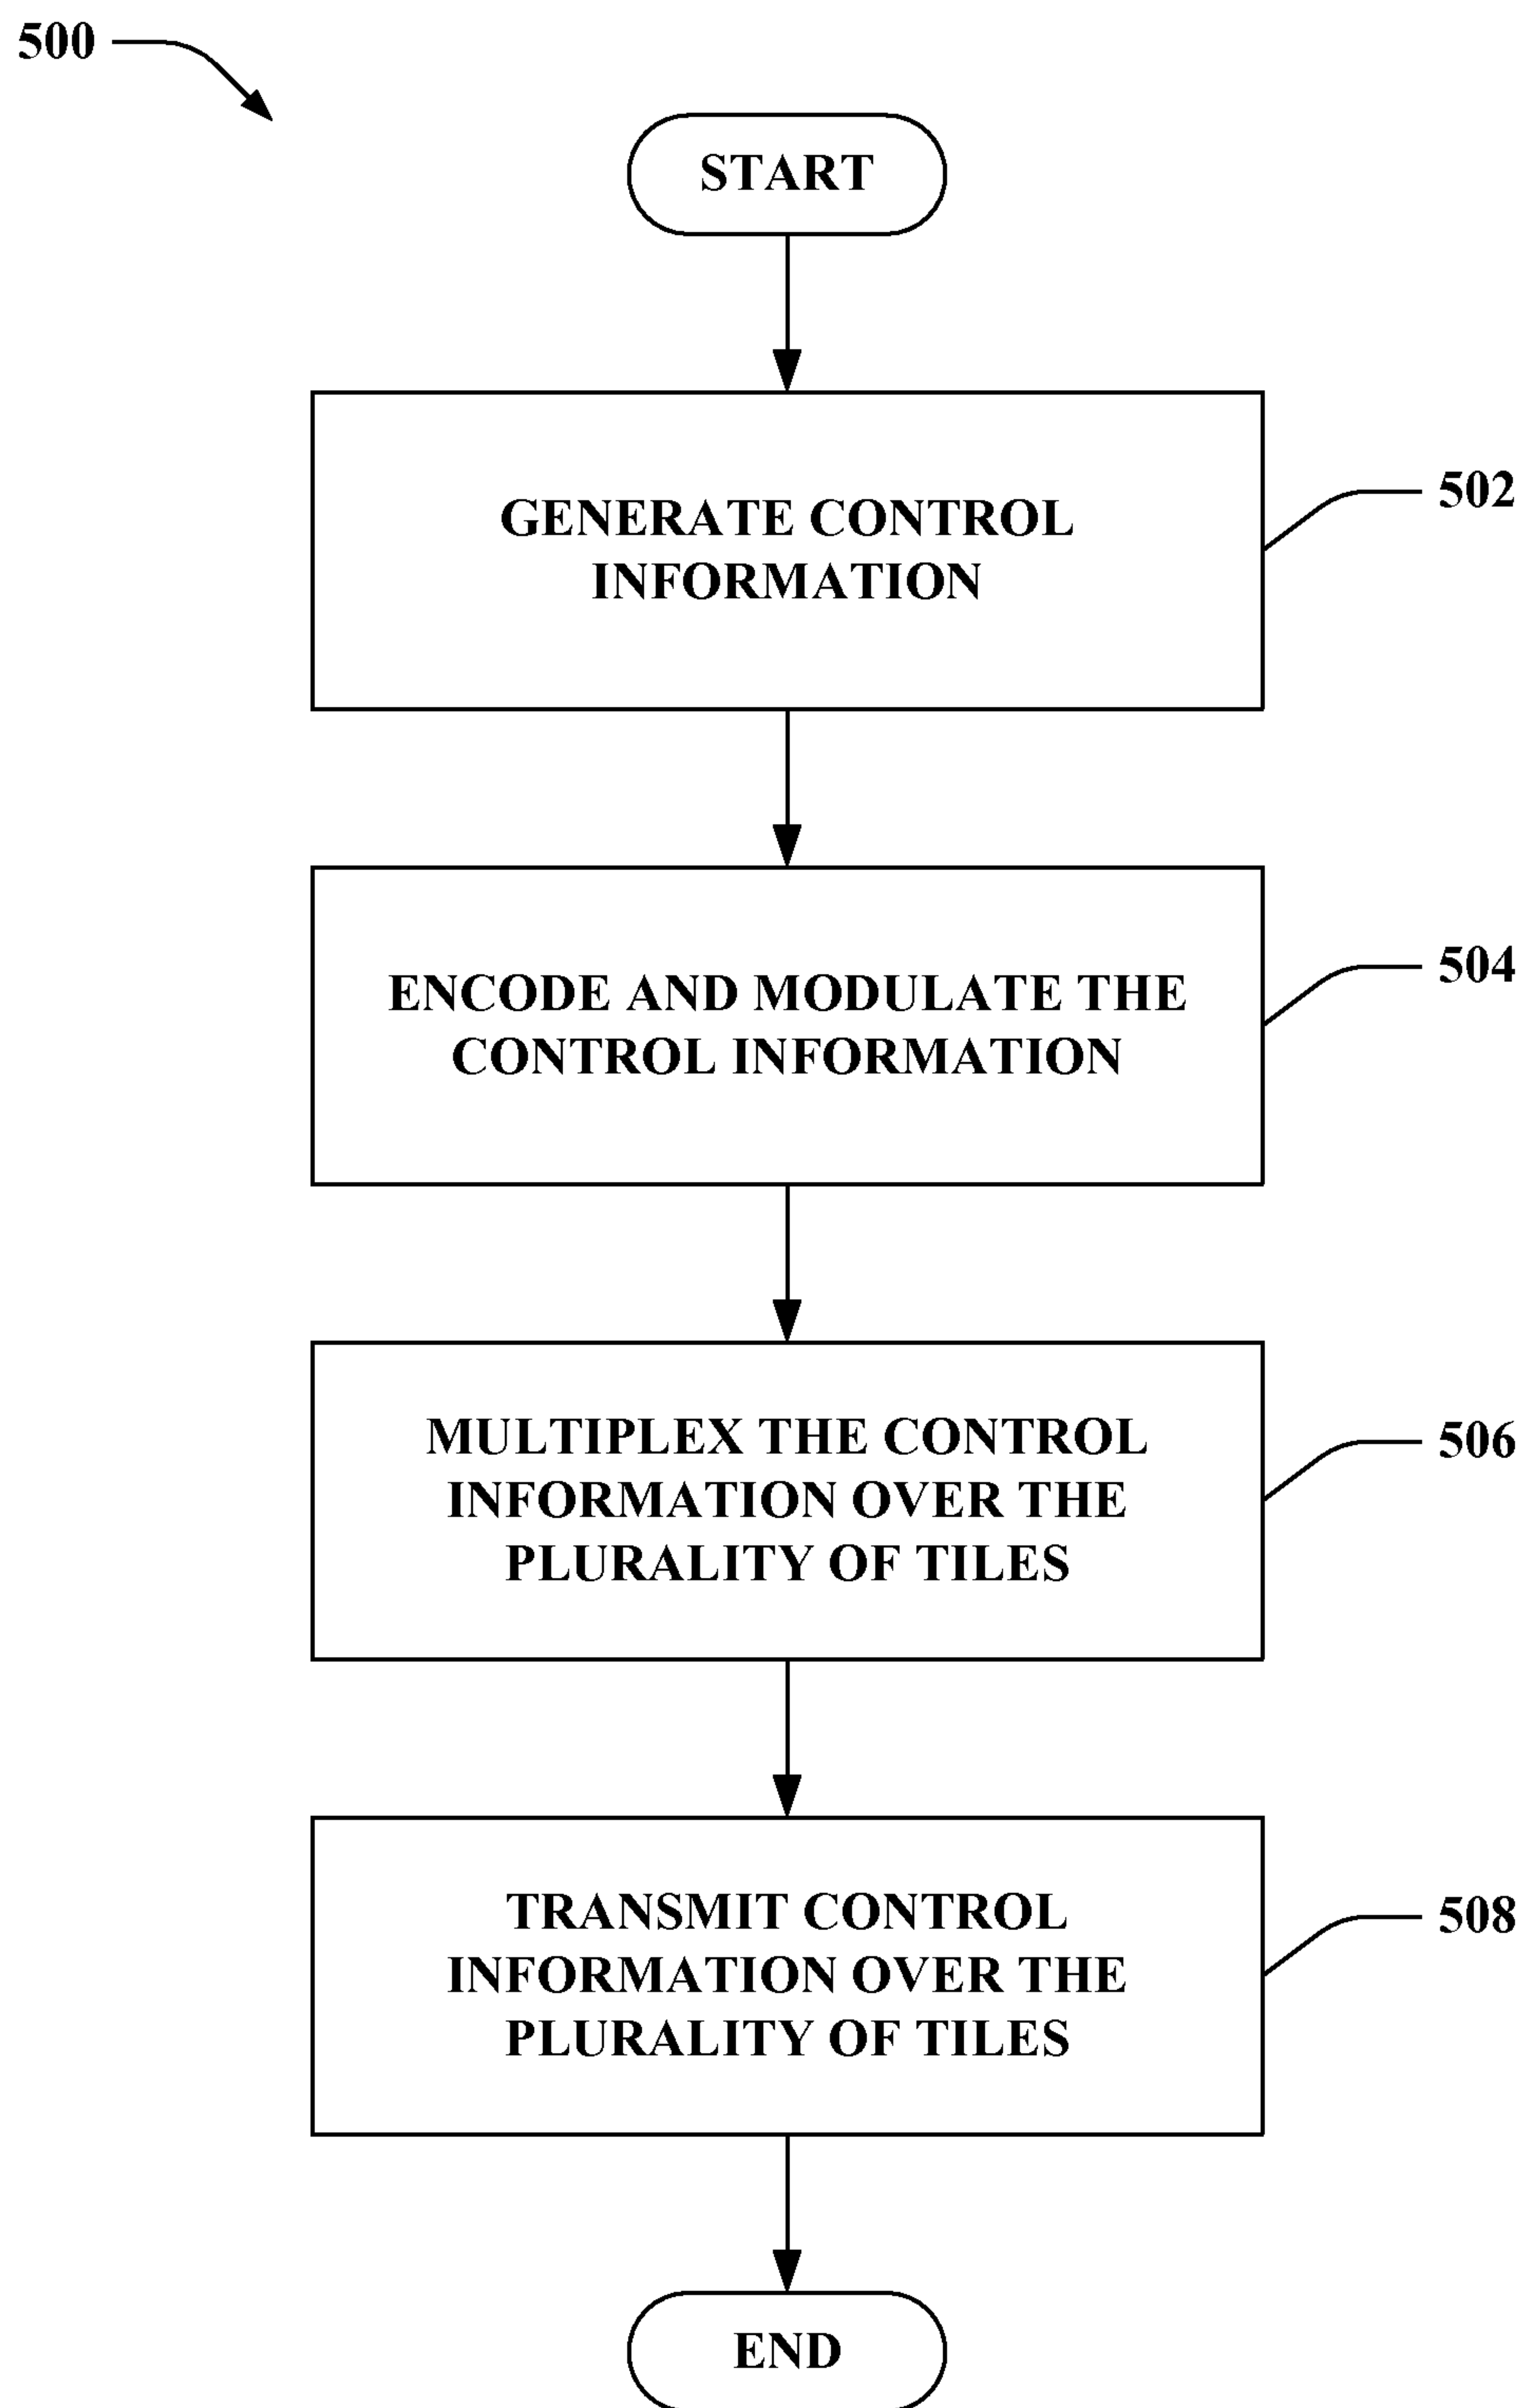 500
START
GENERATE CONTROL
INFORMATION
502
ENCODE AND MODULATE THE
CONTROL INFORMATION
504
MULTIPLEX THE CONTROL
INFORMATION OVER THE
PLURALITY OF TILES
506
TRANSMIT CONTROL
INFORMATION OVER THE
PLURALITY OF TILES
508
END